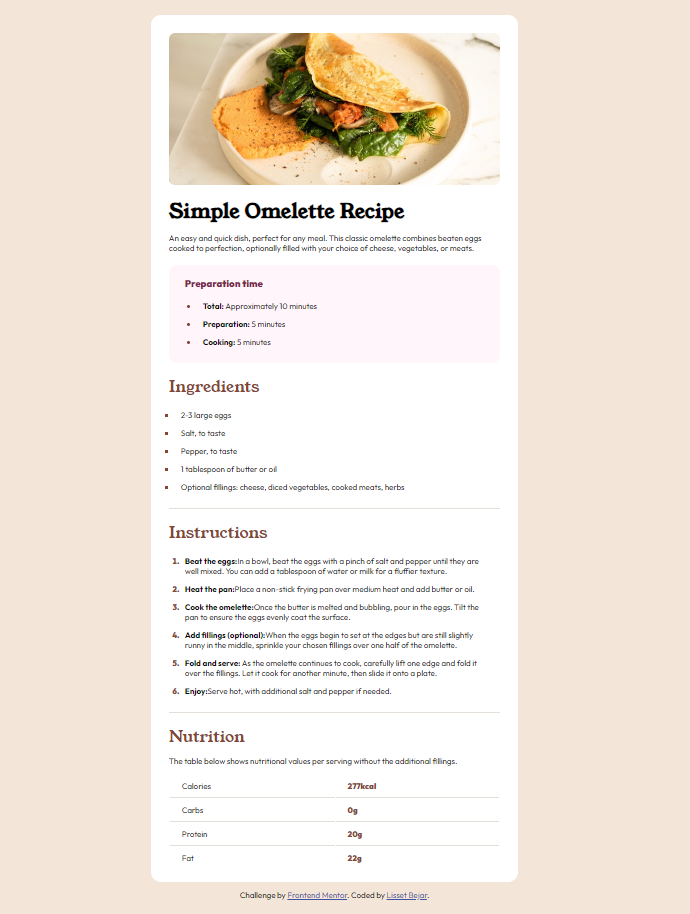 Simple Omelette Recipe
An easy and quick dish, perfect for any meal. This classic omelette combines beaten eggs
cooked to perfection, optionally filled with your choice of cheese, vegetables, or meats.
Preparation time
Total: Approximately 10 minutes
Preparation: 5 minutes
Cooking: 5 minutes
Ingredients
2-3 large eggs
Salt, to taste
Pepper, to taste
1 tablespoon of butter or oil
Optional fillings: cheese, diced vegetables, cooked meats, herbs
Instructions
1. Beat the eggs:In a bowl, beat the eggs with a pinch of salt and pepper until they are
well mixed. You can add a tablespoon of water or milk for a fluffier texture.
2. Heat the pan:Place a non-stick frying pan over medium heat and add butter or oil.
3. Cook the omelette:Once the butter is melted and bubbling, pour in the eggs. Tilt the
pan to ensure the eggs evenly coat the surface.
4. Add fillings (optional):When the eggs begin to set at the edges but are still slightly
runny in the middle, sprinkle your chosen fillings over one half of the omelette.
5. Fold and serve: As the omelette continues to cook, carefully lift one edge and fold it
over the fillings. Let it cook for another minute, then slide it onto a plate.
6. Enjoy:Serve hot, with additional salt and pepper if needed.
Nutrition
The table below shows nutritional values per serving without the additional fillings.
Calories 277kcal
Carbs 0g
Protein 20g
Fat 22g
Challenge by Frontend Mentor. Coded by Lisset Bejar.